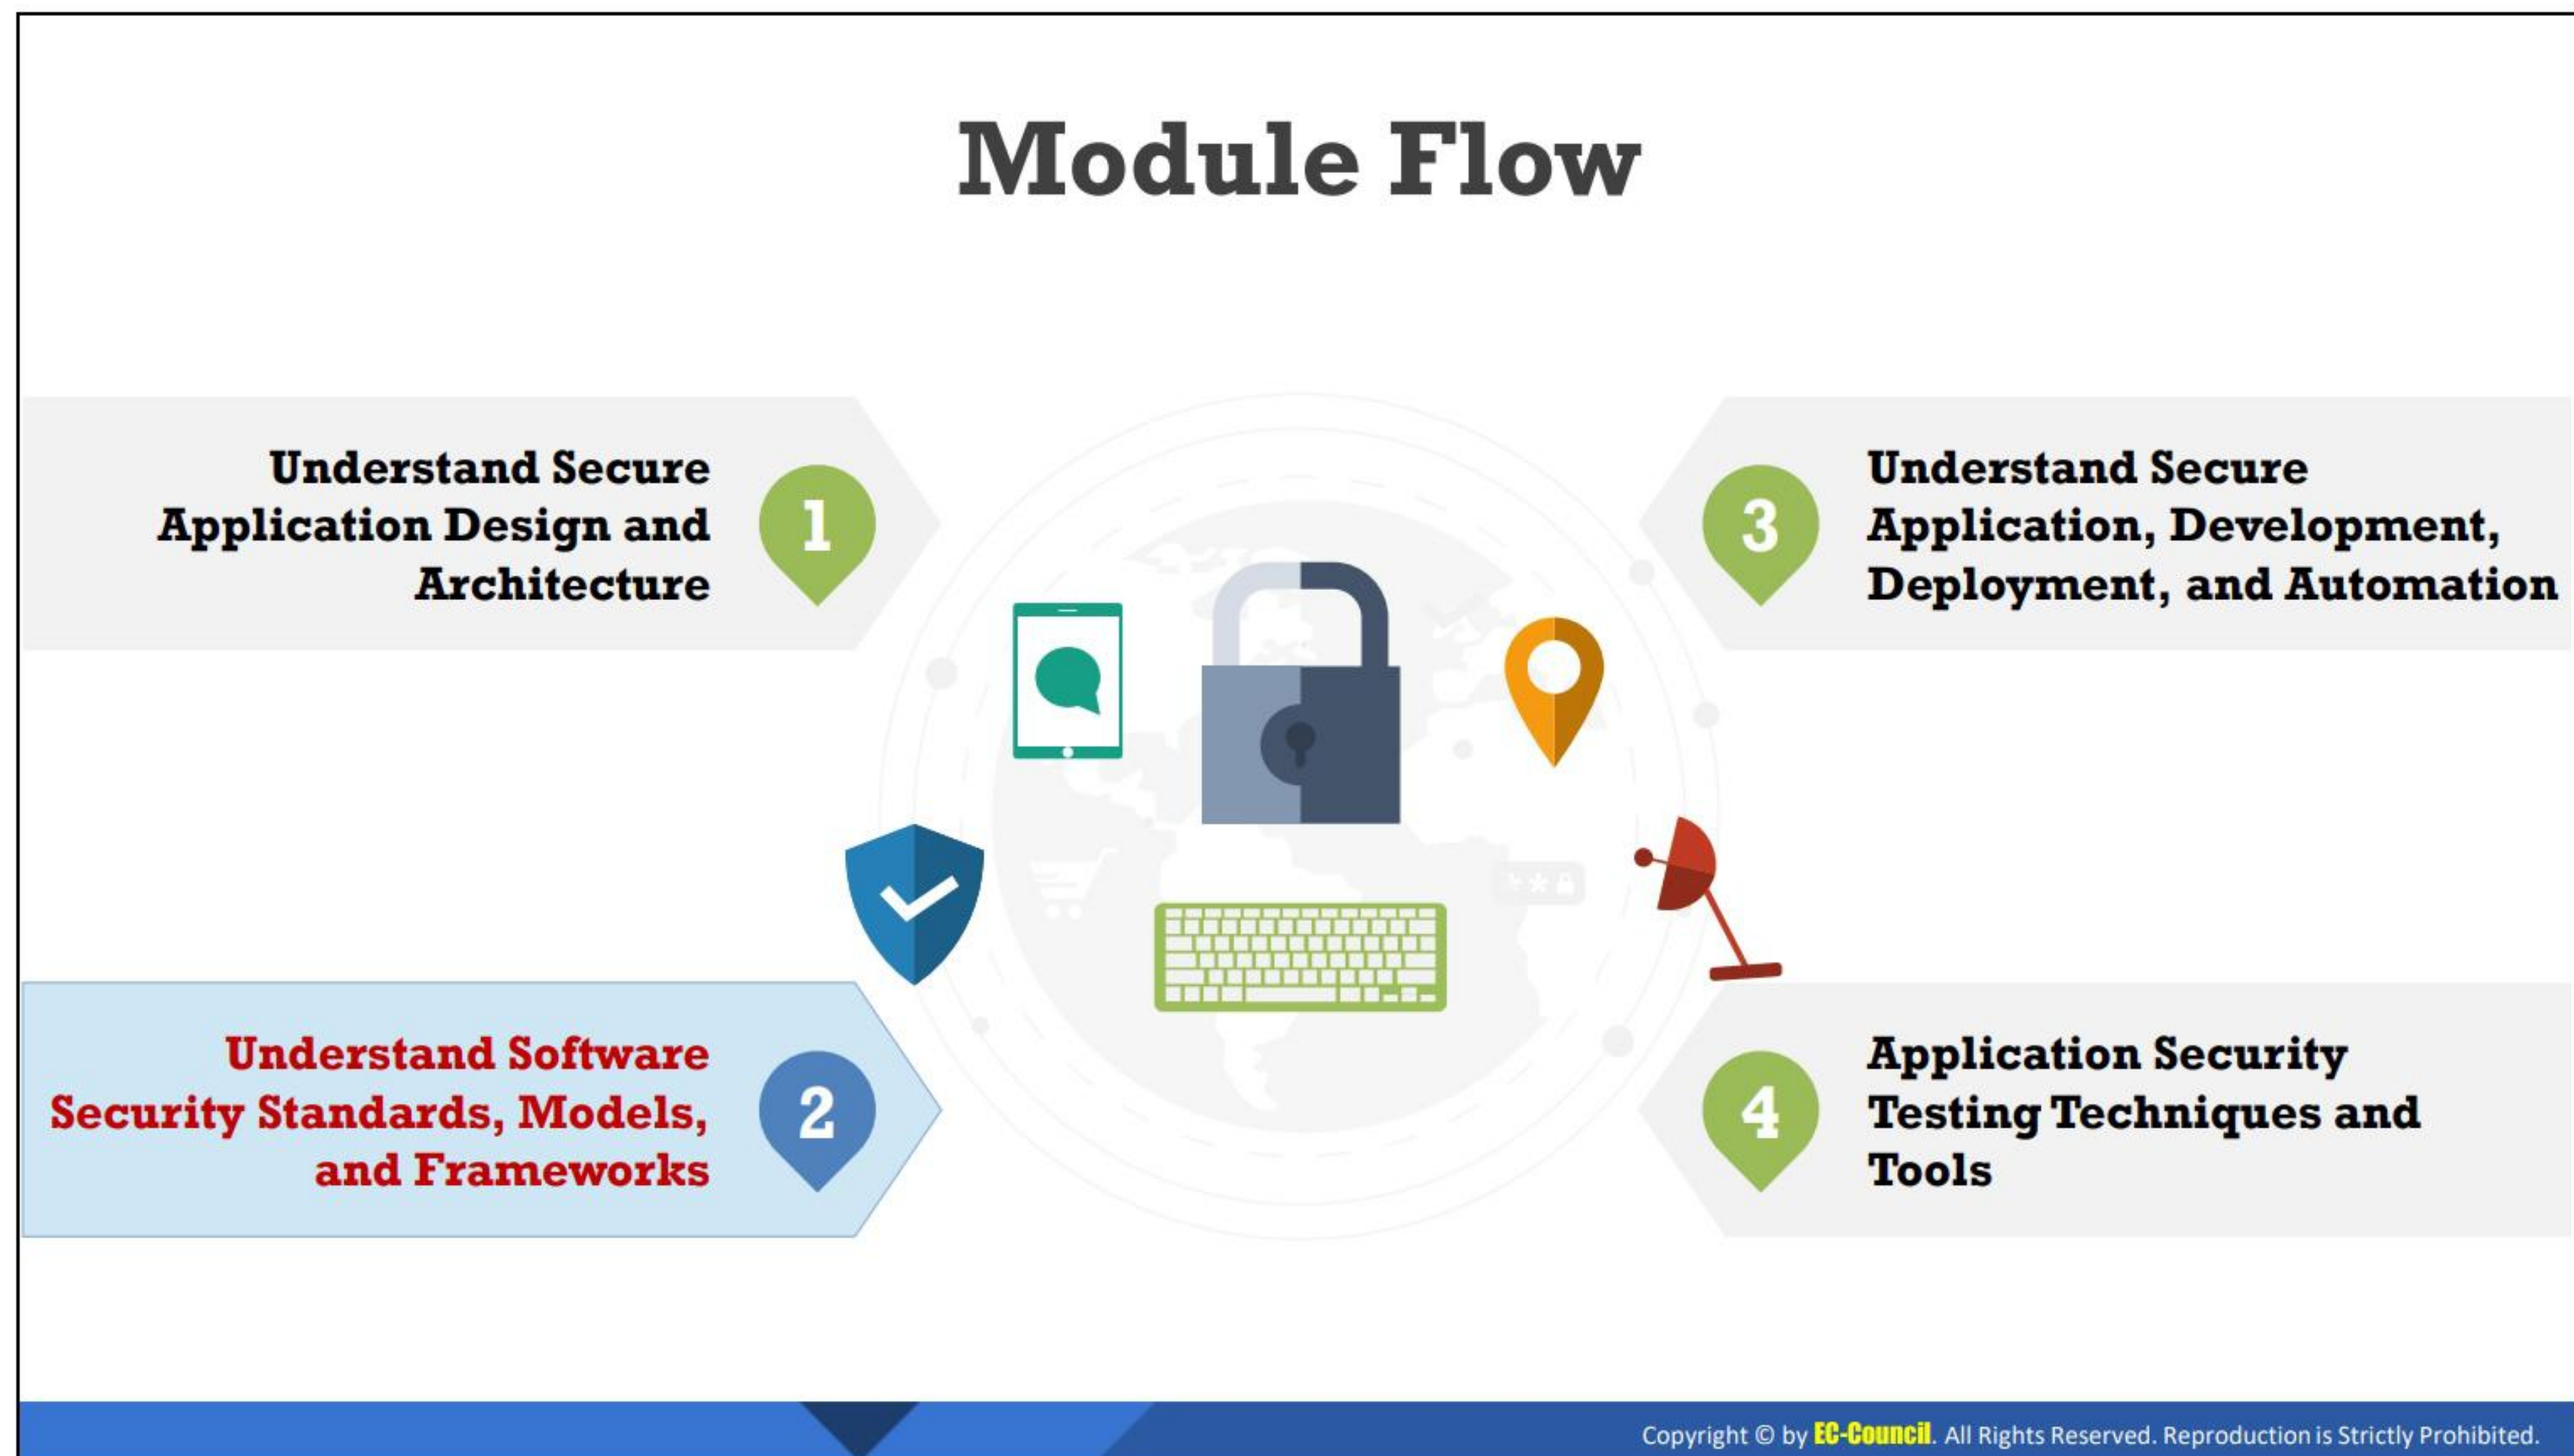 Module Flow
Understand Secure
Application Design and
Architecture
1
Understand Software
Security Standards, Models,
and Frameworks
2
3
Understand Secure
Application, Development,
Deployment, and Automation
4
Application Security
Testing Techniques and
Tools
Copyright © by EC-Council. All Rights Reserved. Reproduction is Strictly Prohibited.